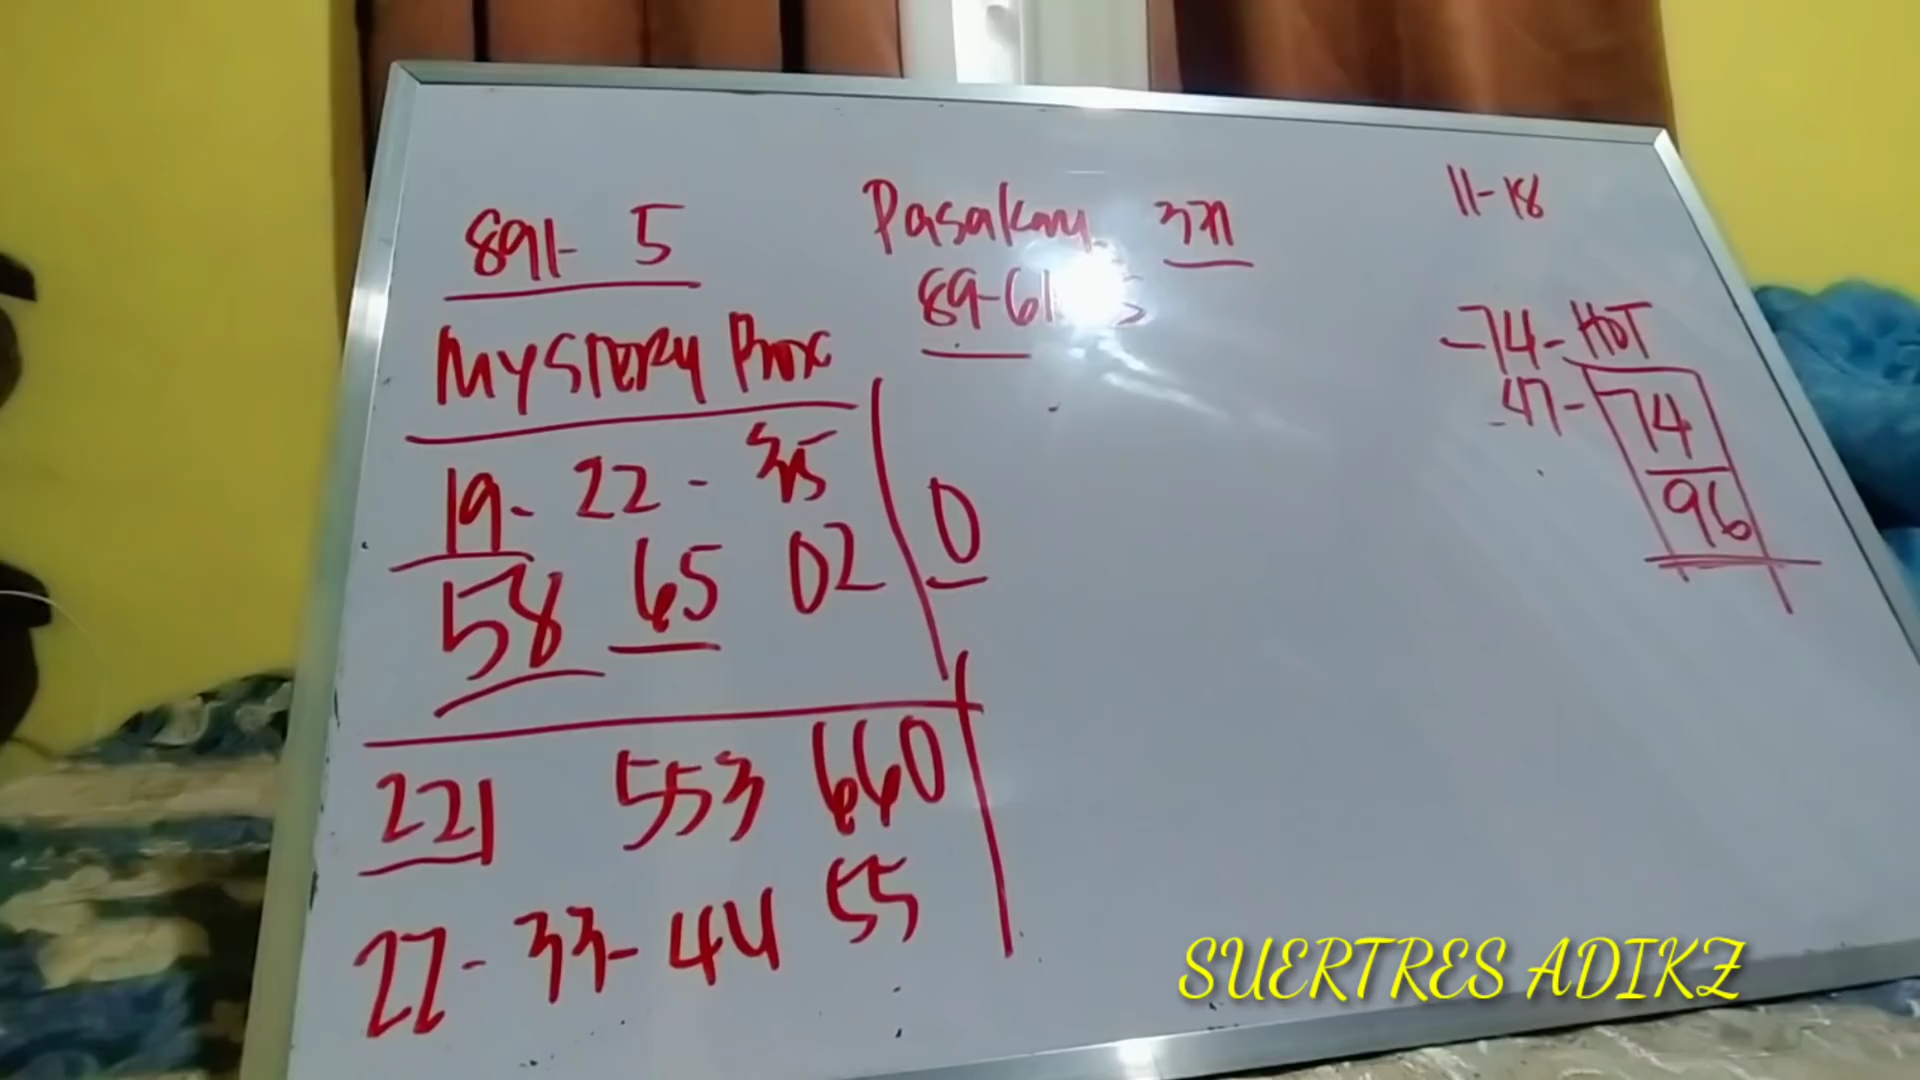 891- 5
MYSTERY Box
19- 22 - 35
58 65 02
0
221 553 660
22 - 33- 44 55
Pasakay 371
89-61
11-18
-74- HOT
-47- 74
96
SUERTRES ADIKZ